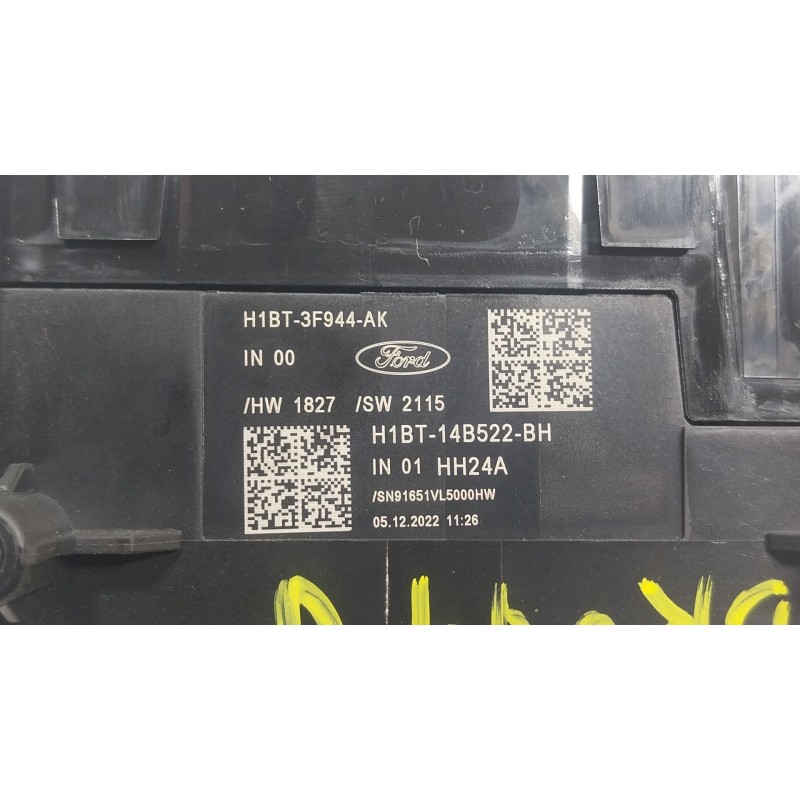 H1BT-3F944-AK
IN 00 Ford
/HW 1827 /SW 2115
H1BT-14B522-BH
IN 01 HH24A
/SN91651VL5000HW
05.12.2022 11:26